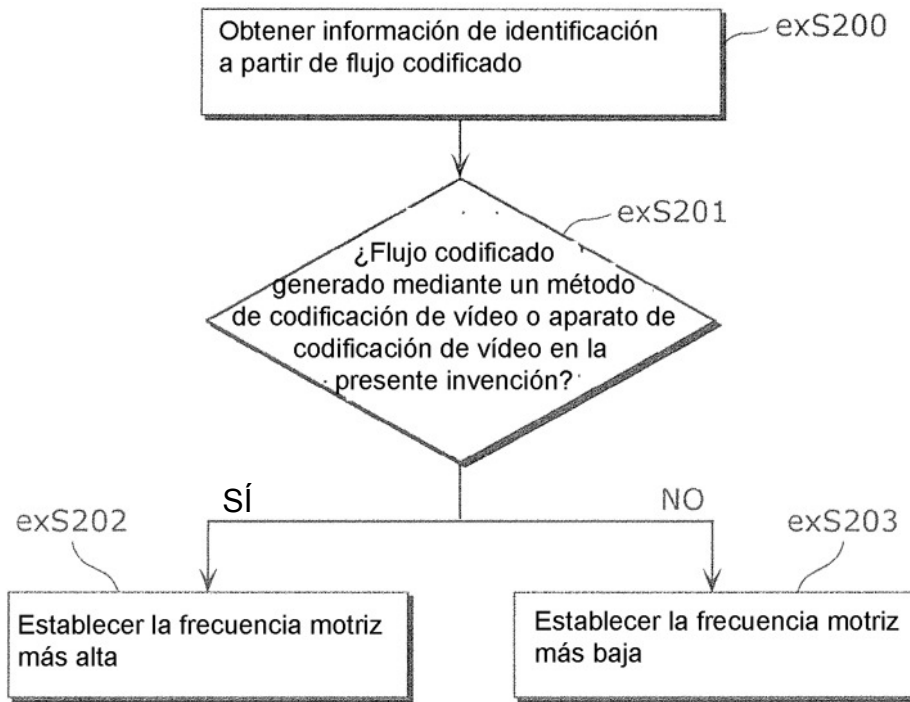 Obtener información de identificación
a partir de flujo codificado
exS200
exS201
¿Flujo codificado
generado mediante un método
de codificación de vídeo o aparato de
codificación de vídeo en la
presente invención?
SÍ
NO
exS202
exS203
Establecer la frecuencia motriz
más alta
Establecer la frecuencia motriz
más baja